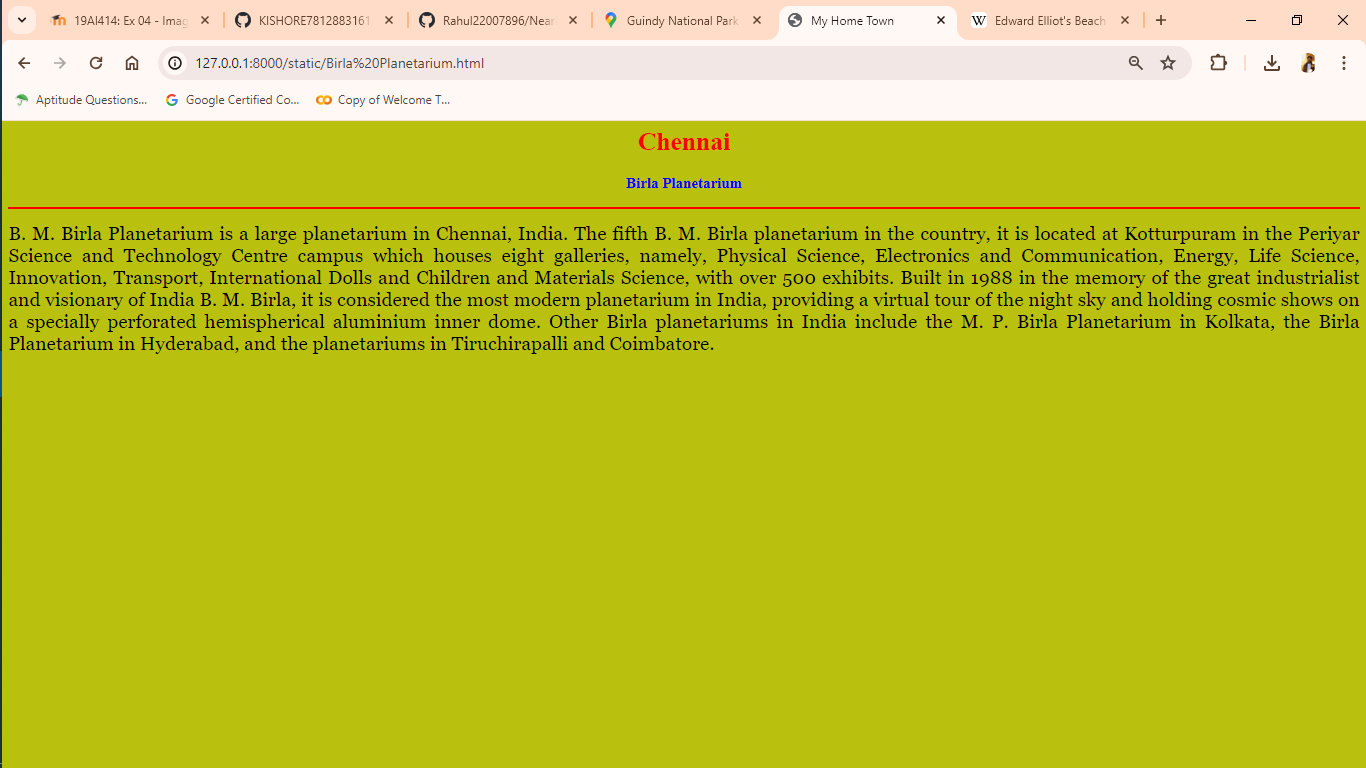 19AI414: Ex 04 - Imag
KISHORE7812883161
Rahul22007896/Near
Guindy National Park
My Home Town
Edward Elliot's Beach
127.0.0.1:8000/static/Birla%20Planetarium.html
Aptitude Questions...
Google Certified Co...
Copy of Welcome T...
Chennai
Birla Planetarium
B. M. Birla Planetarium is a large planetarium in Chennai, India. The fifth B. M. Birla planetarium in the country, it is located at Kotturpuram in the Periyar
Science and Technology Centre campus which houses eight galleries, namely, Physical Science, Electronics and Communication, Energy, Life Science,
Innovation, Transport, International Dolls and Children and Materials Science, with over 500 exhibits. Built in 1988 in the memory of the great industrialist
and visionary of India B. M. Birla, it is considered the most modern planetarium in India, providing a virtual tour of the night sky and holding cosmic shows on
a specially perforated hemispherical aluminium inner dome. Other Birla planetariums in India include the M. P. Birla Planetarium in Kolkata, the Birla
Planetarium in Hyderabad, and the planetariums in Tiruchirapalli and Coimbatore.